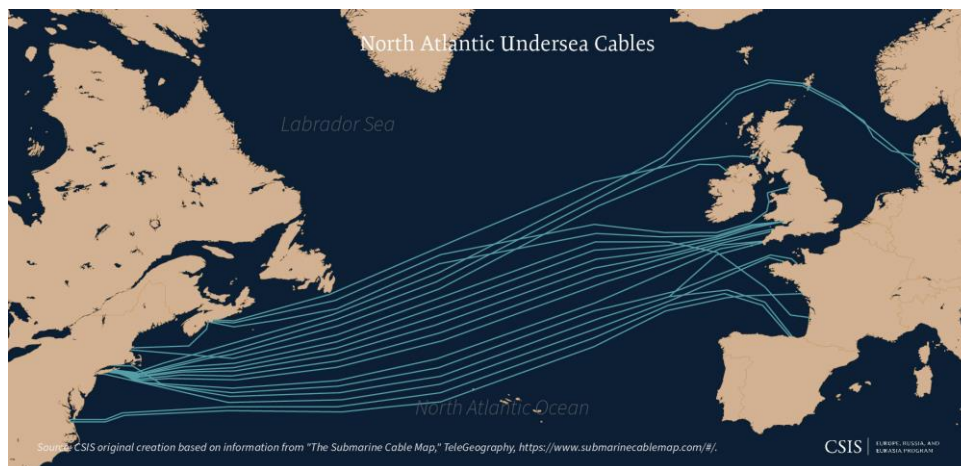 North Atlantic Undersea Cables
Labrador Sea
North Atlantic Ocean
Source: CSIS original creation based on information from "The Submarine Cable Map," TeleGeography, https://www.submarinecablemap.com/#/.
CSIS
EUROPE, RUSSIA, AND
EURASIA PROGRAM